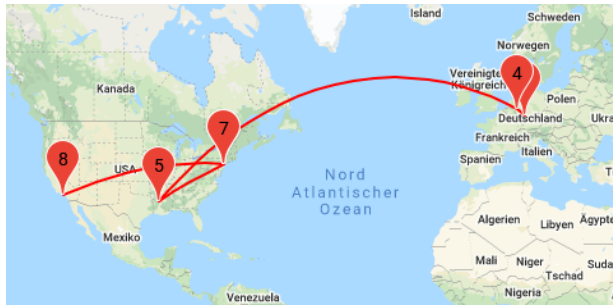 Island
Schweden
Norwegen
Vereinigtes
Königreich
4
Kanada
Polen
Deutschland
Ukra
7
Frankreich
8
5
USA
Italien
Spanien
Nord
Atlantischer
Ozean
Algerien
Libyen
Ägypte
Mexiko
Mali
Niger
Suda
Tschad
Venezuela
Nigeria